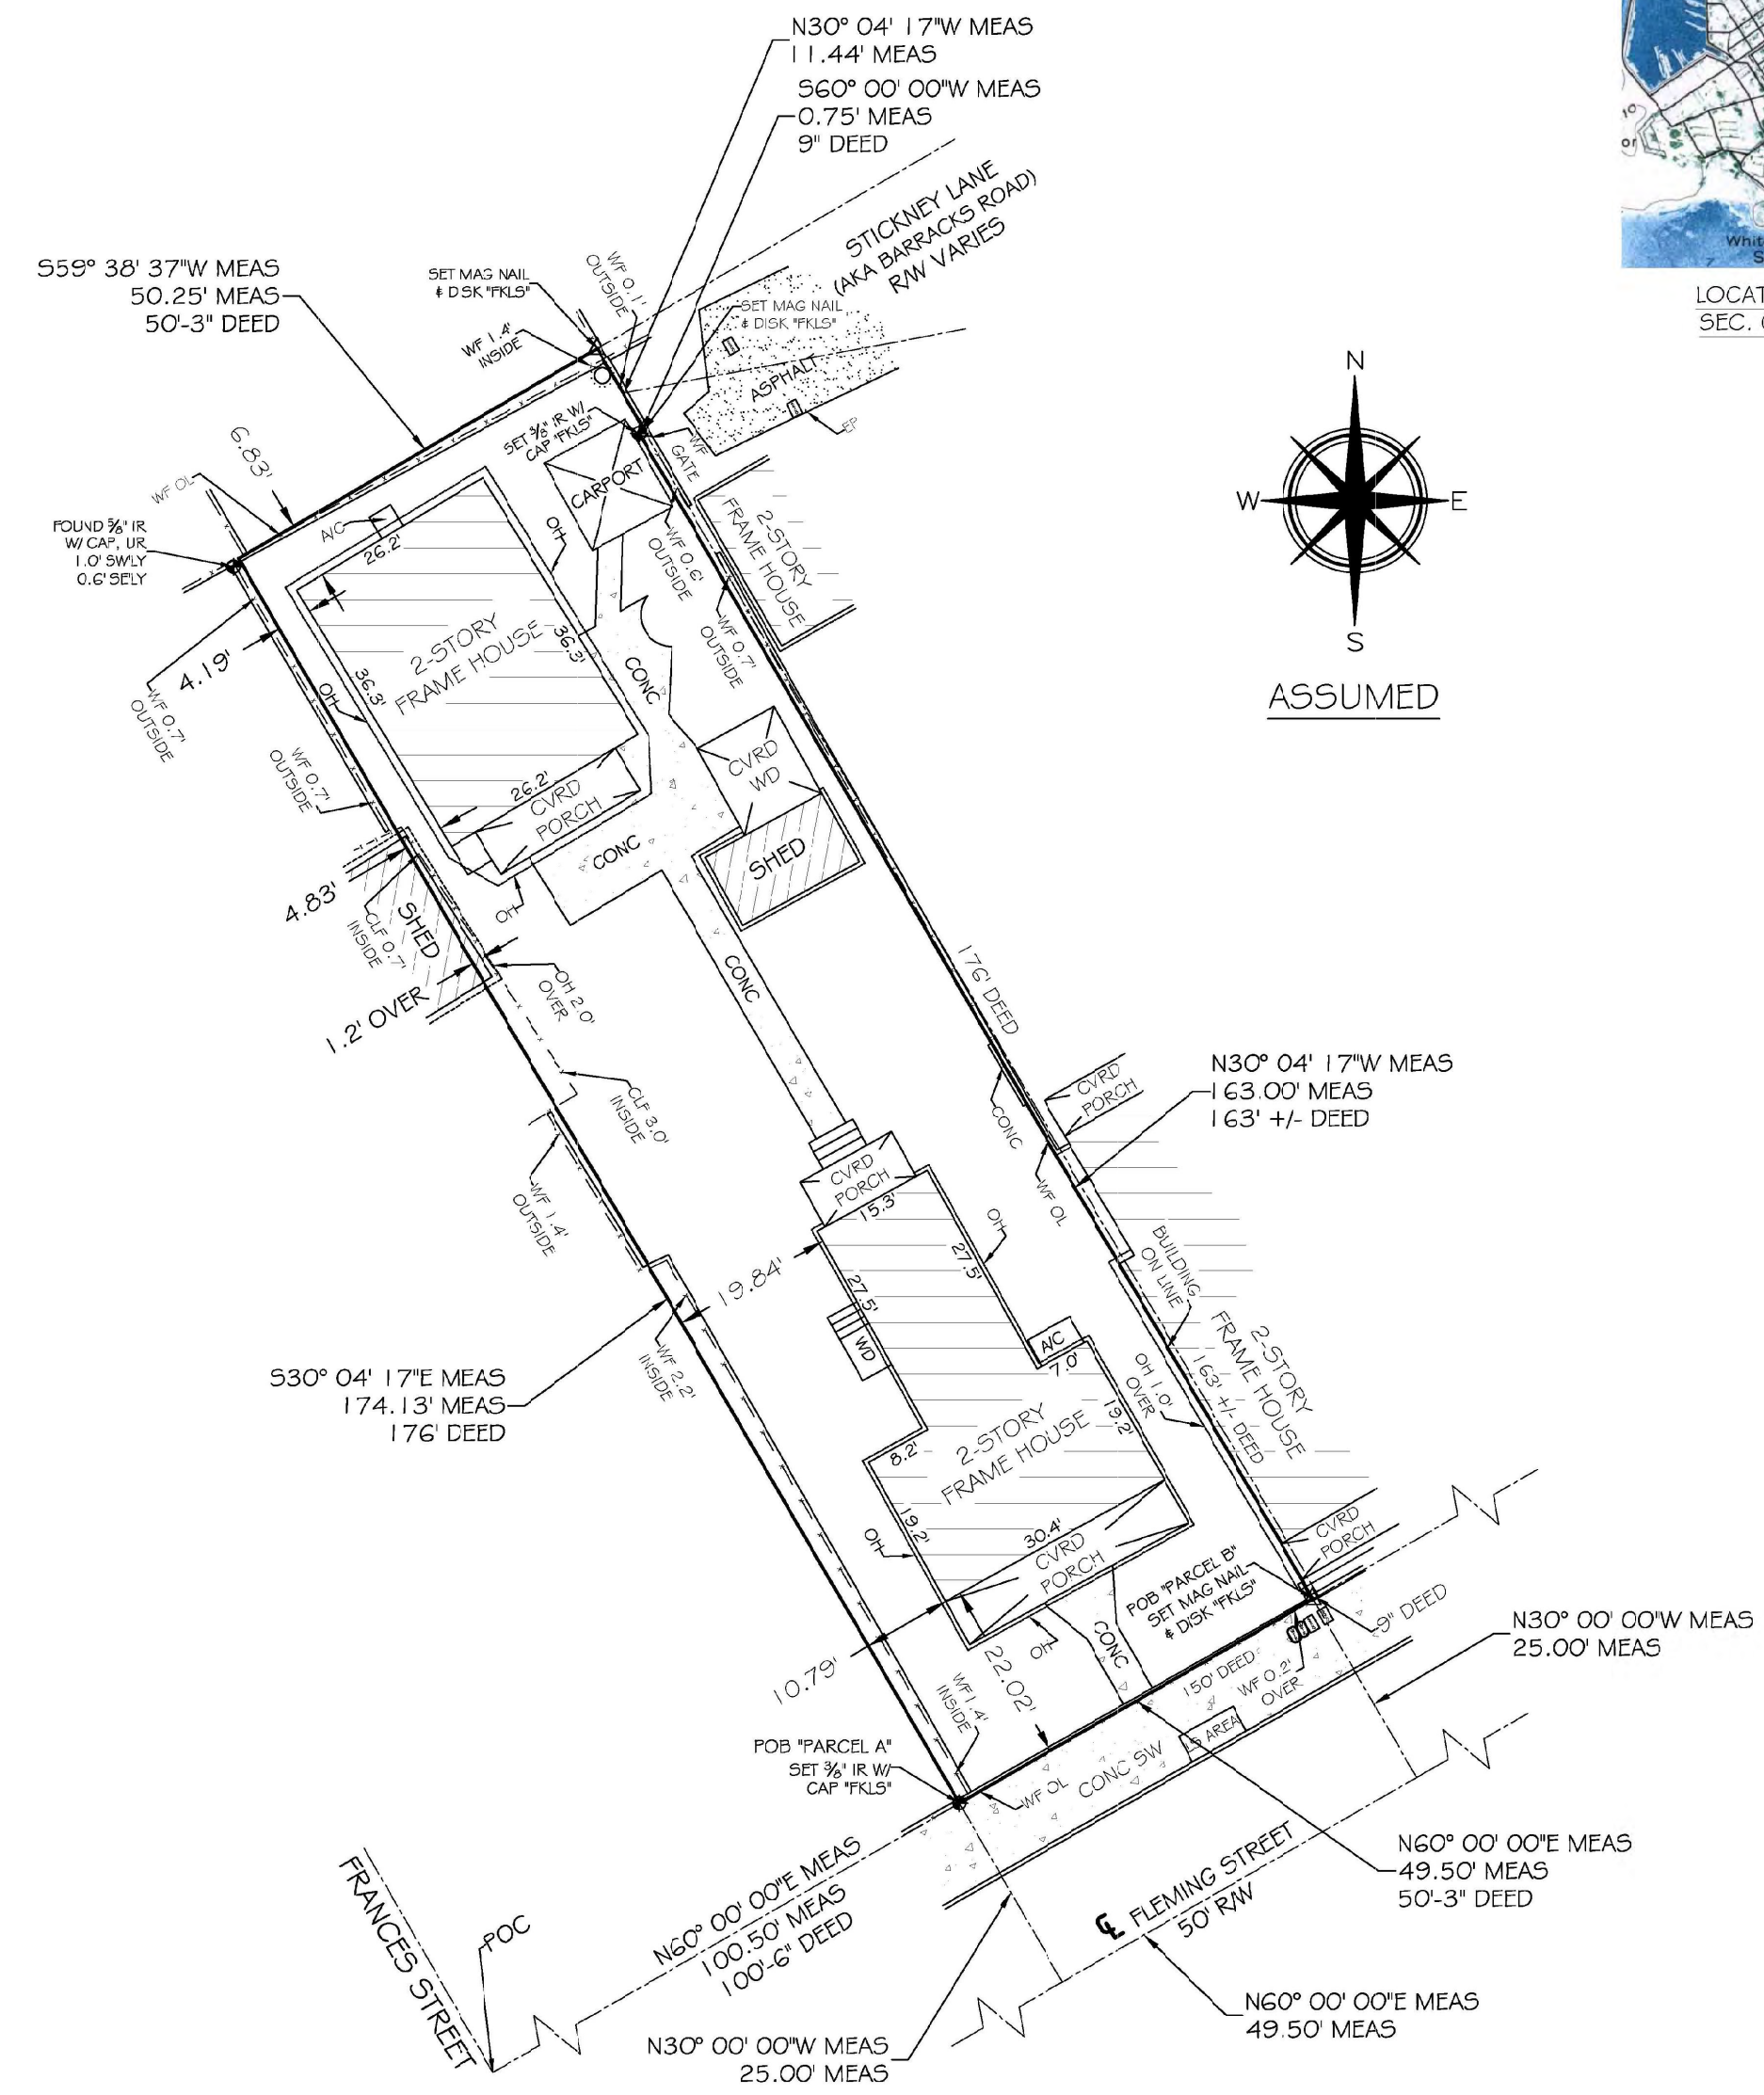 N30° 04' 17"W MEAS
11.44' MEAS
S60° 00' 00"W MEAS
0.75' MEAS
9" DEED
STICKNEY LANE
(AKA BARRACKS ROAD)
R/W VARIES
S59° 38' 37"W MEAS
50.25' MEAS
50'-3" DEED
SET MAG NAIL
& DSK "FKLS"
WF 0.1'
OUTSIDE
WF 1.4'
INSIDE
SET MAG NAIL
& DISK "FKLS"
ASPHALT
EP
LOCAT
SEC.
Whit
S
N
W
E
S
ASSUMED
6.83'
WF OL
FOUND 5/8" IR
W/ CAP, UR
1.0' SWLY
0.6' SELY
A/C
26.2'
SET 3/8" IR W/
CAP "FKLS"
CARPORT
WF
GATE
OH
WF 0.6'
OUTSIDE
2-STORY
FRAME HOUSE
WF 0.7'
OUTSIDE
4.19'
WF 0.7'
OUTSIDE
2-STORY
FRAME HOUSE
36.3'
36.3'
OH
CONC
WF 0.7'
OUTSIDE
26.2'
CVRD
PORCH
CVRD
WD
SHED
CONC
OH
4.83'
CLF 0.7'
INSIDE
SHED
1.2' OVER
OH 2.0'
OVER
CONC
176' DEED
CLF 3.0'
INSIDE
WF 1.4'
OUTSIDE
CONC
CVRD
PORCH
WF OL
N30° 04' 17"W MEAS
163.00' MEAS
163' +/- DEED
CVRD
PORCH
15.3'
OH
27.5'
27.5'
19.84'
WD
A/C
7.0'
BUILDING
ON LINE
2-STORY
FRAME HOUSE
OH 1.0'
OVER
163' +/- DEED
WF 2.2'
INSIDE
S30° 04' 17"E MEAS
174.13' MEAS
176' DEED
8.2'
2-STORY
FRAME HOUSE
19.2'
19.2'
OH
30.4'
CVRD
PORCH
CVRD
PORCH
POB "PARCEL B"
SET MAG NAIL
& DISK "FKLS"
9" DEED
N30° 00' 00"W MEAS
25.00' MEAS
10.79'
WF 1.4'
INSIDE
22.02'
OH
CONC
150' DEED
WF 0.2'
OVER
LS AREA
CONC SW
WF OL
POB "PARCEL A"
SET 3/8" IR W/
CAP "FKLS"
N60° 00' 00"E MEAS
49.50' MEAS
50'-3" DEED
FRANCES STREET
POC
N60° 00' 00"E MEAS
100.50' MEAS
100'-6" DEED
CL FLEMING STREET
50' R/W
N60° 00' 00"E MEAS
49.50' MEAS
N30° 00' 00"W MEAS
25.00' MEAS